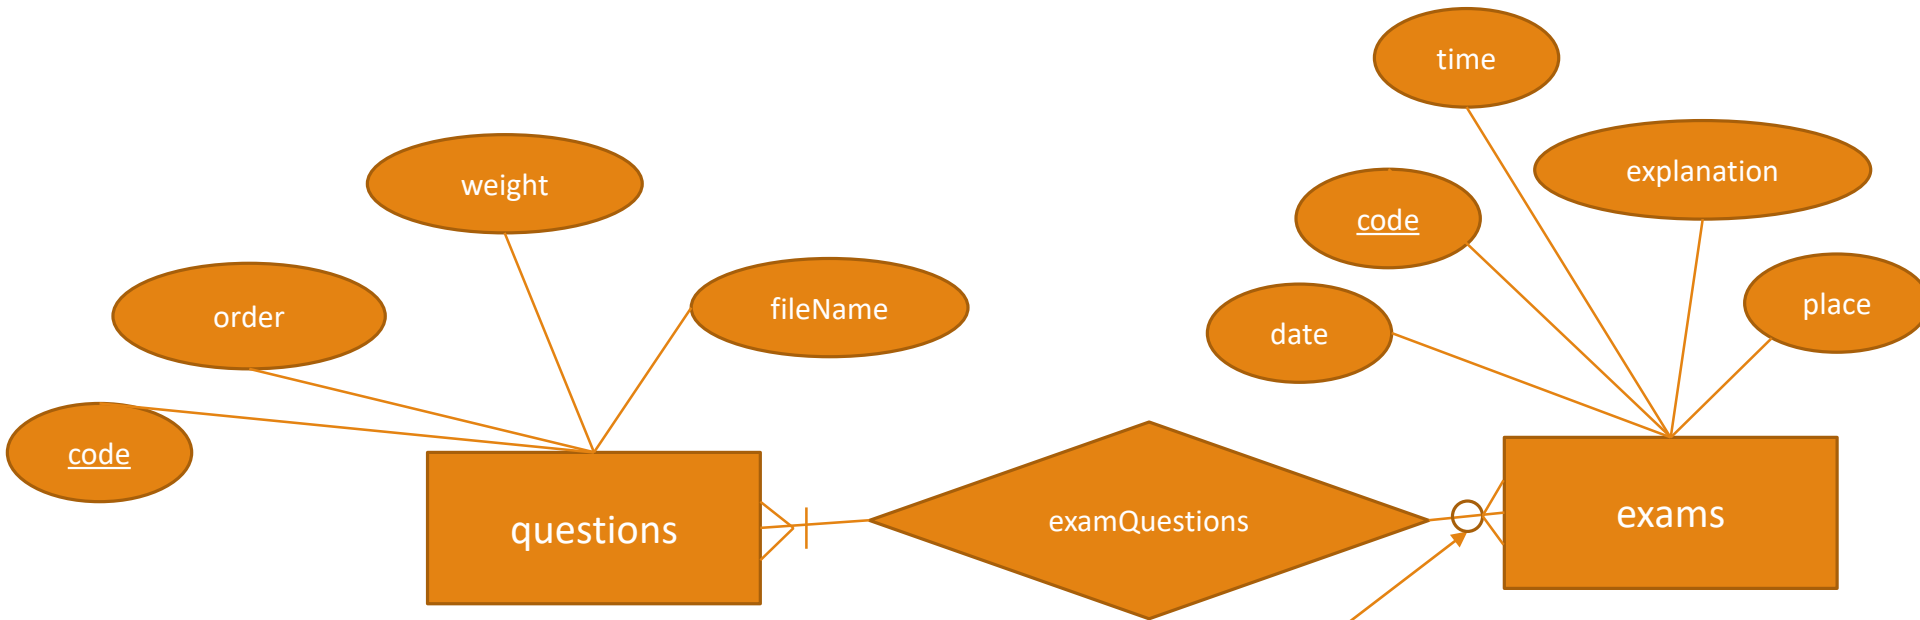 time
weight
explanation
code
order
fileName
date
place
code
questions
examQuestions
exams